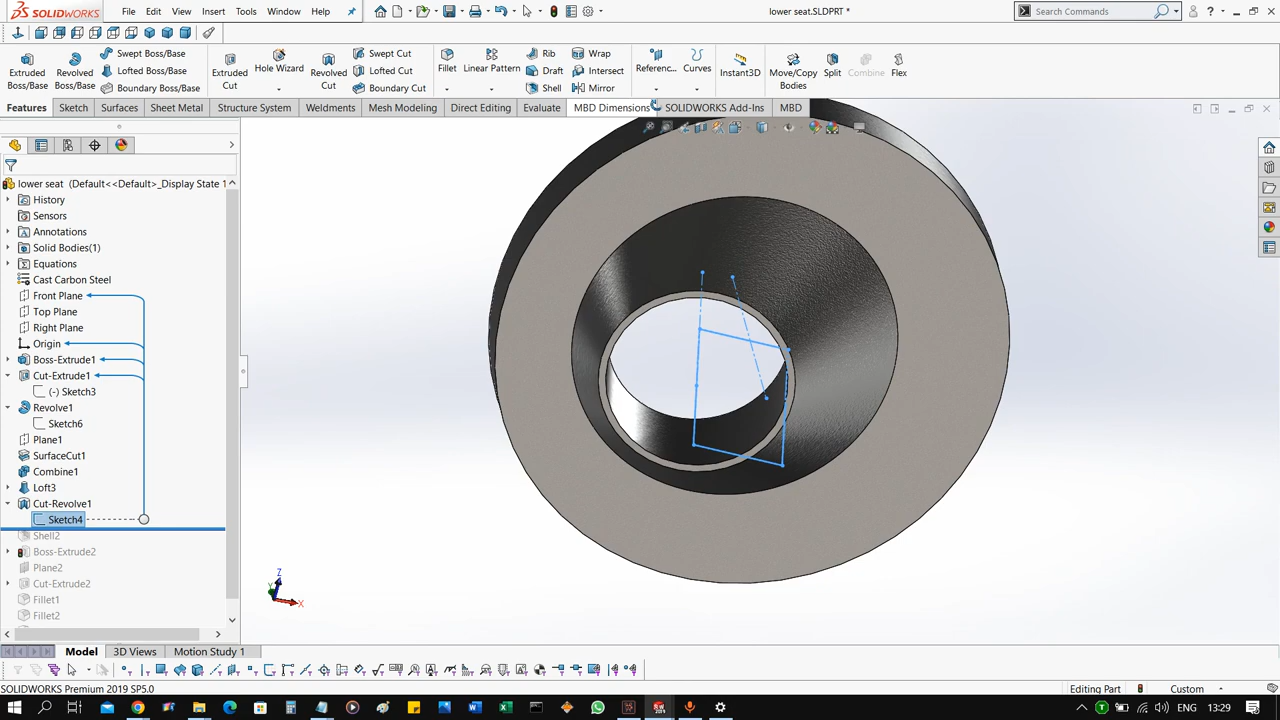 SOLIDWORKS
File Edit View Insert Tools Window Help
lower seat.SLDPRT *
Search Commands
Extruded Boss/Base
Revolved Boss/Base
Swept Boss/Base
Lofted Boss/Base
Boundary Boss/Base
Extruded Cut
Hole Wizard
Revolved Cut
Swept Cut
Lofted Cut
Boundary Cut
Fillet
Linear Pattern
Rib
Draft
Shell
Wrap
Intersect
Mirror
Referenc...
Curves
Instant3D
Move/Copy Bodies
Split
Combine
Flex
Features Sketch Surfaces Sheet Metal Structure System Weldments Mesh Modeling Direct Editing Evaluate MBD Dimensions SOLIDWORKS Add-Ins MBD
lower seat (Default<<Default>_Display State 1
History
Sensors
Annotations
Solid Bodies(1)
Equations
Cast Carbon Steel
Front Plane
Top Plane
Right Plane
Origin
Boss-Extrude1
Cut-Extrude1
(-) Sketch3
Revolve1
Sketch6
Plane1
SurfaceCut1
Combine1
Loft3
Cut-Revolve1
Sketch4
Shell2
Boss-Extrude2
Plane2
Cut-Extrude2
Fillet1
Fillet2
Z
Y
X
Model 3D Views Motion Study 1
SOLIDWORKS Premium 2019 SP5.0
Editing Part
Custom
ENG 13:29